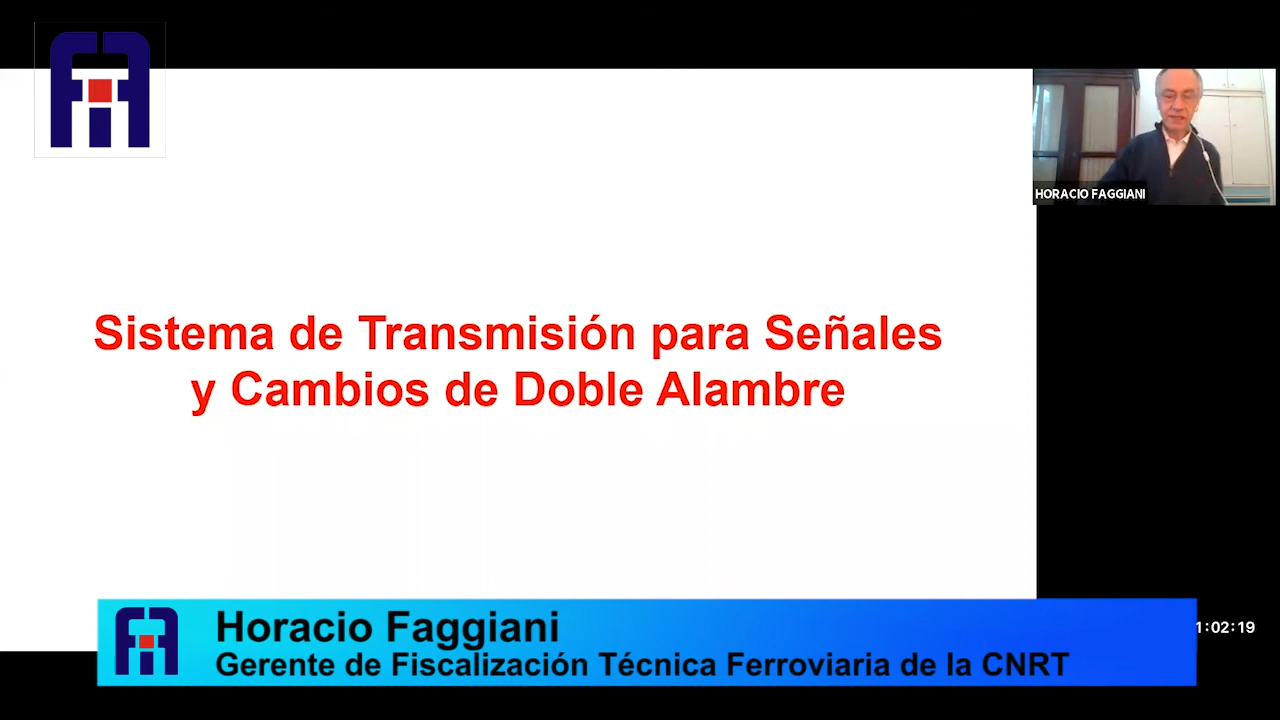 HORACIO FAGGIANI
Sistema de Transmisión para Señales
y Cambios de Doble Alambre
Horacio Faggiani
Gerente de Fiscalización Técnica Ferroviaria de la CNRT
1:02:19